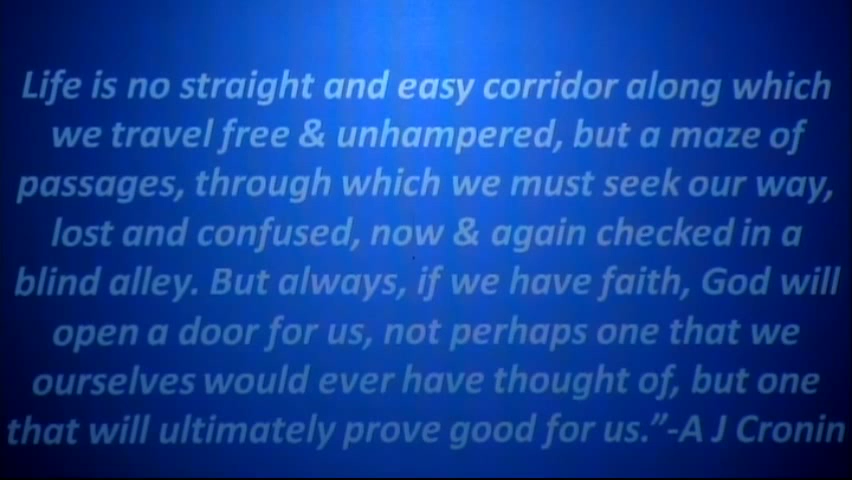 Life is no straight and easy corridor along which
we travel free & unhampered, but a maze of
passages, through which we must seek our way,
lost and confused, now & again checked in a
blind alley. But always, if we have faith, God will
open a door for us, not perhaps one that we
ourselves would ever have thought of, but one
that will ultimately prove good for us.”-A J Cronin